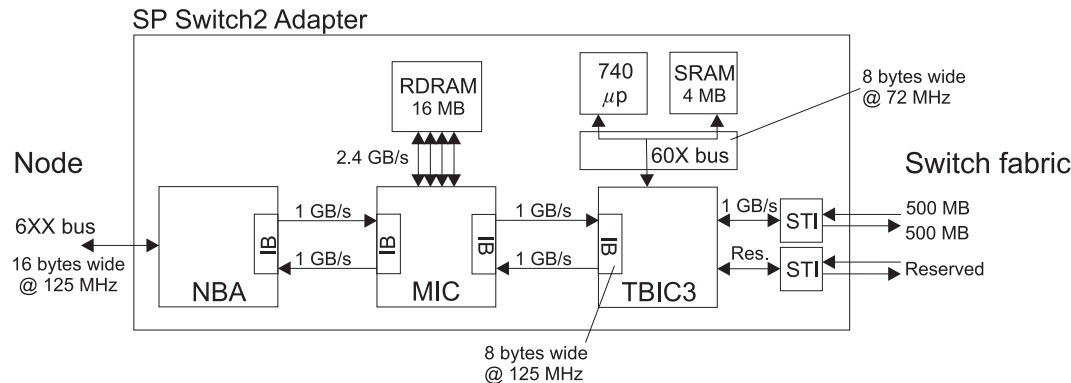 SP Switch2 Adapter
740
µp
SRAM
4 MB
8 bytes wide
@ 72 MHz
RDRAM
16 MB
2.4 GB/s
60X bus
Node
Switch fabric
6XX bus
16 bytes wide
@ 125 MHz
1 GB/s
1 GB/s
1 GB/s
STI
500 MB
500 MB
IB
IB
IB
IB
1 GB/s
1 GB/s
Res.
STI
Reserved
NBA
MIC
TBIC3
8 bytes wide
@ 125 MHz